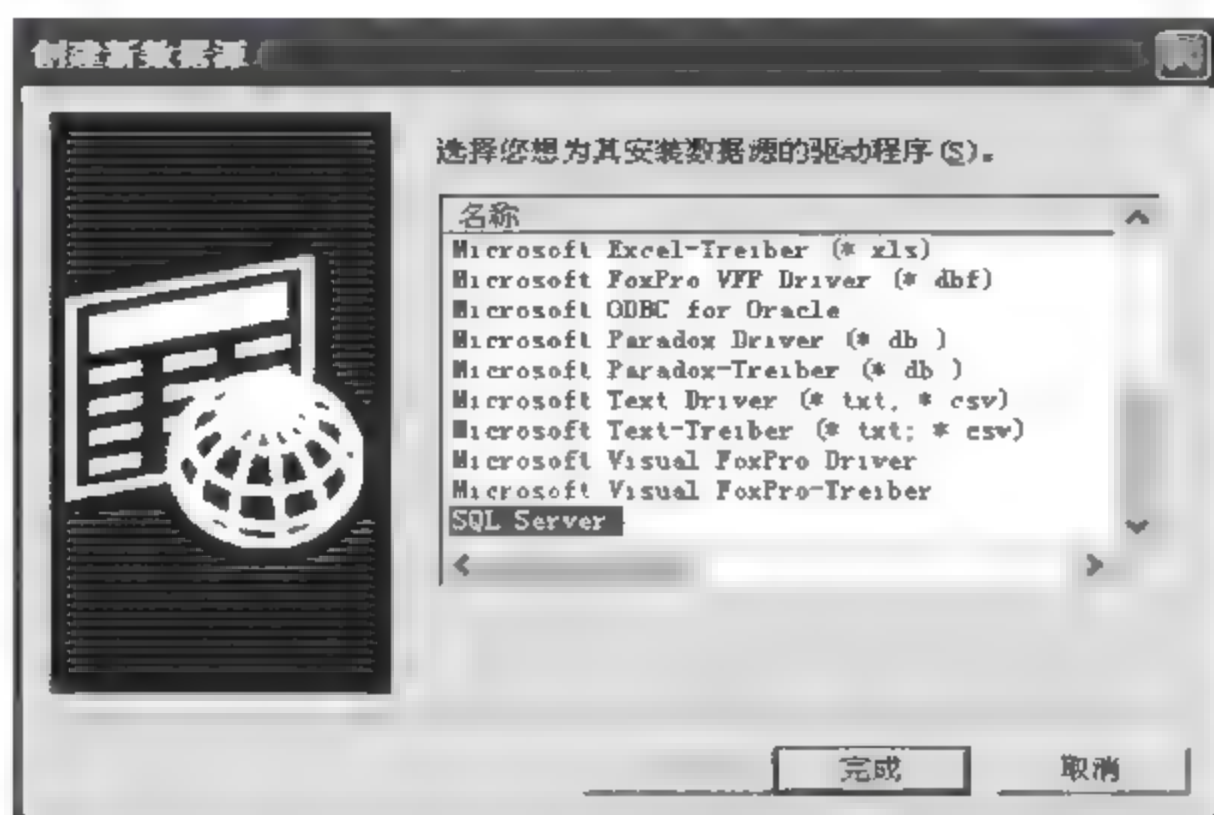 创建新数据源
选择您想为其安装数据源的驱动程序(S)。
名称
Microsoft Excel-Treiber (*.xls)
Microsoft FoxPro VFP Driver (*.dbf)
Microsoft ODBC for Oracle
Microsoft Paradox Driver (*.db )
Microsoft Paradox-Treiber (*.db )
Microsoft Text Driver (*.txt; *.csv)
Microsoft Text-Treiber (*.txt; *.csv)
Microsoft Visual FoxPro Driver
Microsoft Visual FoxPro-Treiber
SQL Server
完成 取消